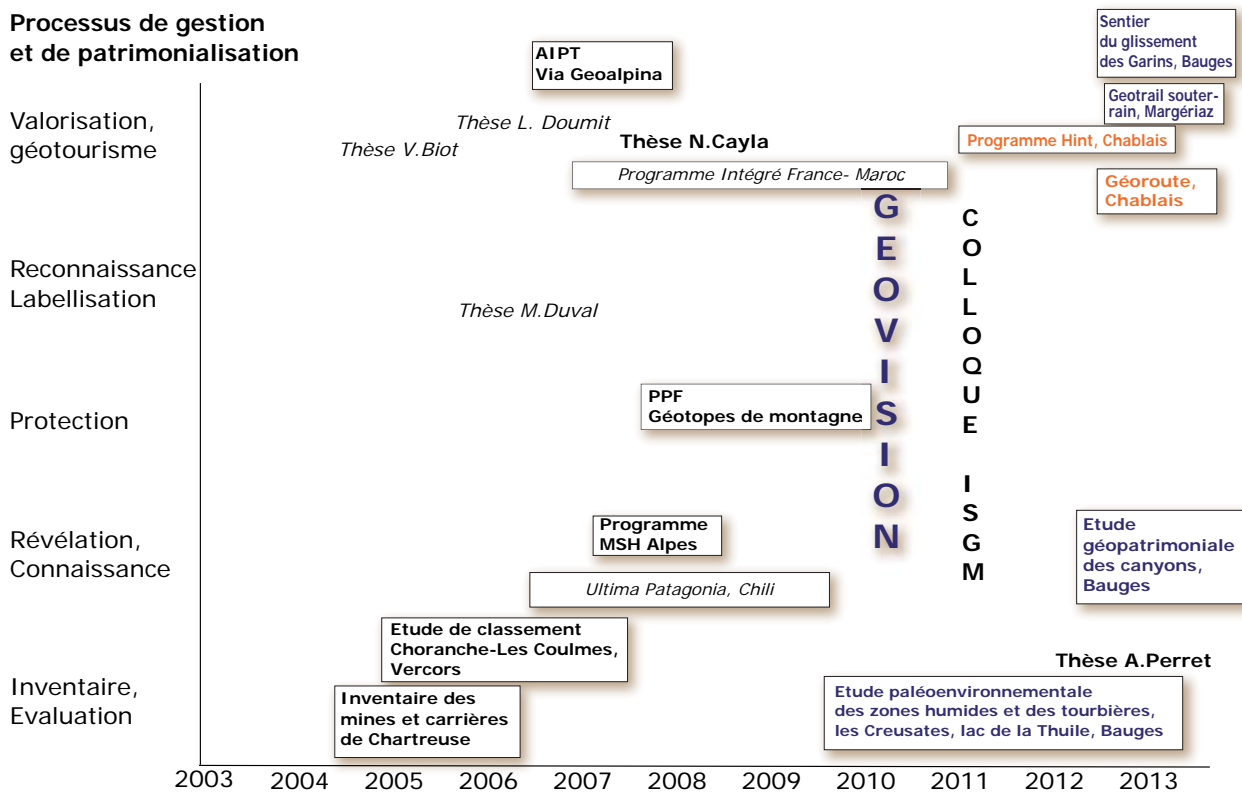 Processus de gestion
et de patrimonialisation
Sentier
du glissement
des Garins, Bauges
AIPT
Via Geoalpina
Geotrail souter-
rain, Margériaz
Valorisation,
géotourisme
Thèse L. Doumit
Thèse V.Biot
Thèse N.Cayla
Programme Hint, Chablais
Programme Intégré France- Maroc
Géoroute,
Chablais
GEOVISION
COLLOQUE ISGM
Reconnaissance
Labellisation
Thèse M.Duval
Protection
PPF
Géotopes de montagne
Révélation,
Connaissance
Programme
MSH Alpes
Ultima Patagonia, Chili
Etude
géopatrimoniale
des canyons,
Bauges
Etude de classement
Choranche-Les Coulmes,
Vercors
Thèse A.Perret
Inventaire,
Evaluation
Inventaire des
mines et carrières
de Chartreuse
Etude paléoenvironnementale
des zones humides et des tourbières,
les Creusates, lac de la Thuile, Bauges
2003 2004 2005 2006 2007 2008 2009 2010 2011 2012 2013